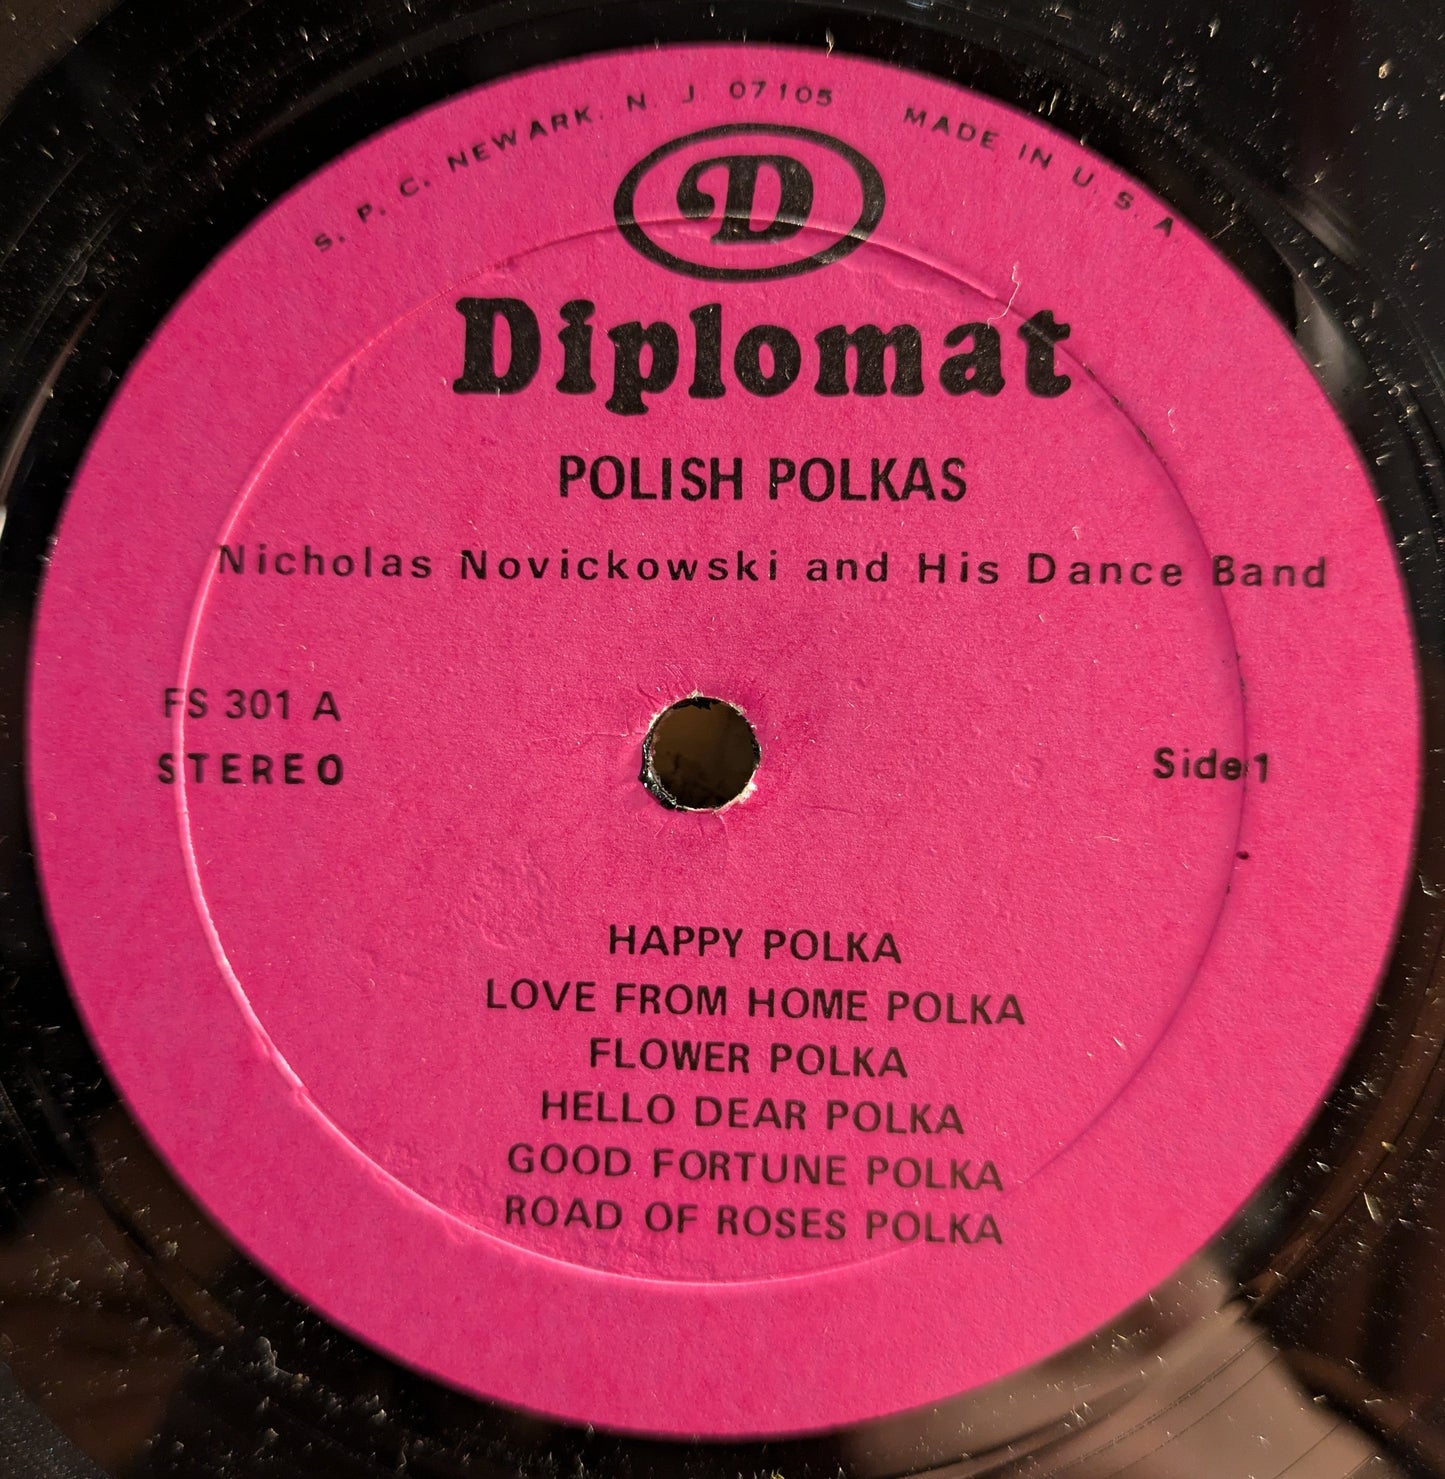 S. P. C. NEWARK, N. J. 07105 MADE IN U. S. A.
D
Diplomat
POLISH POLKAS
Nicholas Novickowski and His Dance Band
FS 301 A
STEREO
Side 1
HAPPY POLKA
LOVE FROM HOME POLKA
FLOWER POLKA
HELLO DEAR POLKA
GOOD FORTUNE POLKA
ROAD OF ROSES POLKA